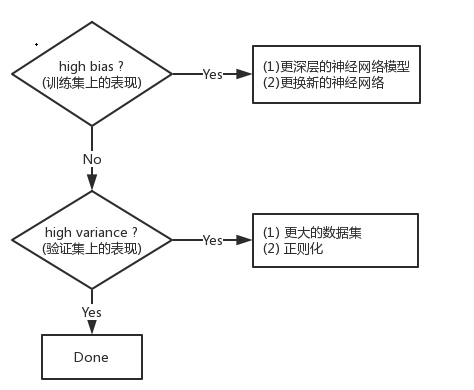 high bias ?
(训练集上的表现)
Yes
(1)更深层的神经网络模型
(2)更换新的神经网络
No
high variance ?
(验证集上的表现)
Yes
(1) 更大的数据集
(2) 正则化
Yes
Done